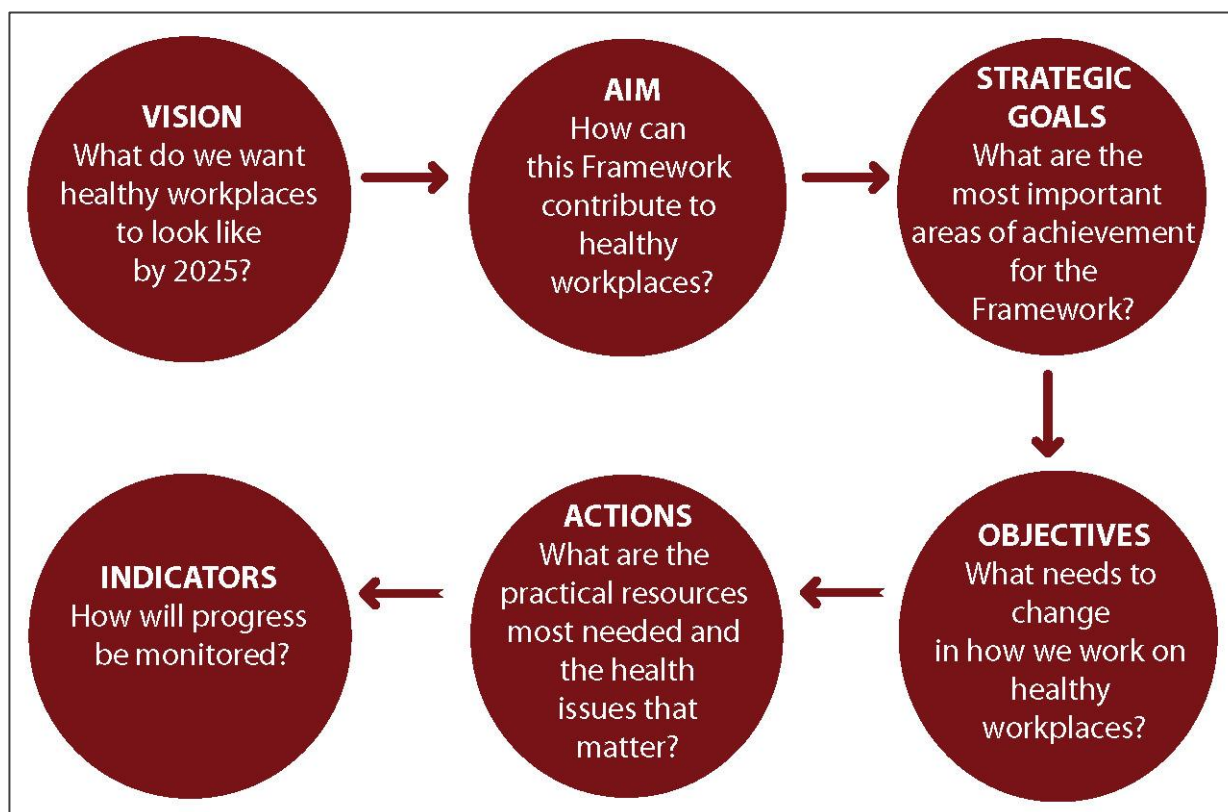 VISION
What do we want
healthy workplaces
to look like
by 2025?
AIM
How can
this Framework
contribute to
healthy
workplaces?
STRATEGIC
GOALS
What are the
most important
areas of achievement
for the
Framework?
OBJECTIVES
What needs to
change
in how we work on
healthy
workplaces?
ACTIONS
What are the
practical resources
most needed and
the health
issues that
matter?
INDICATORS
How will progress
be monitored?